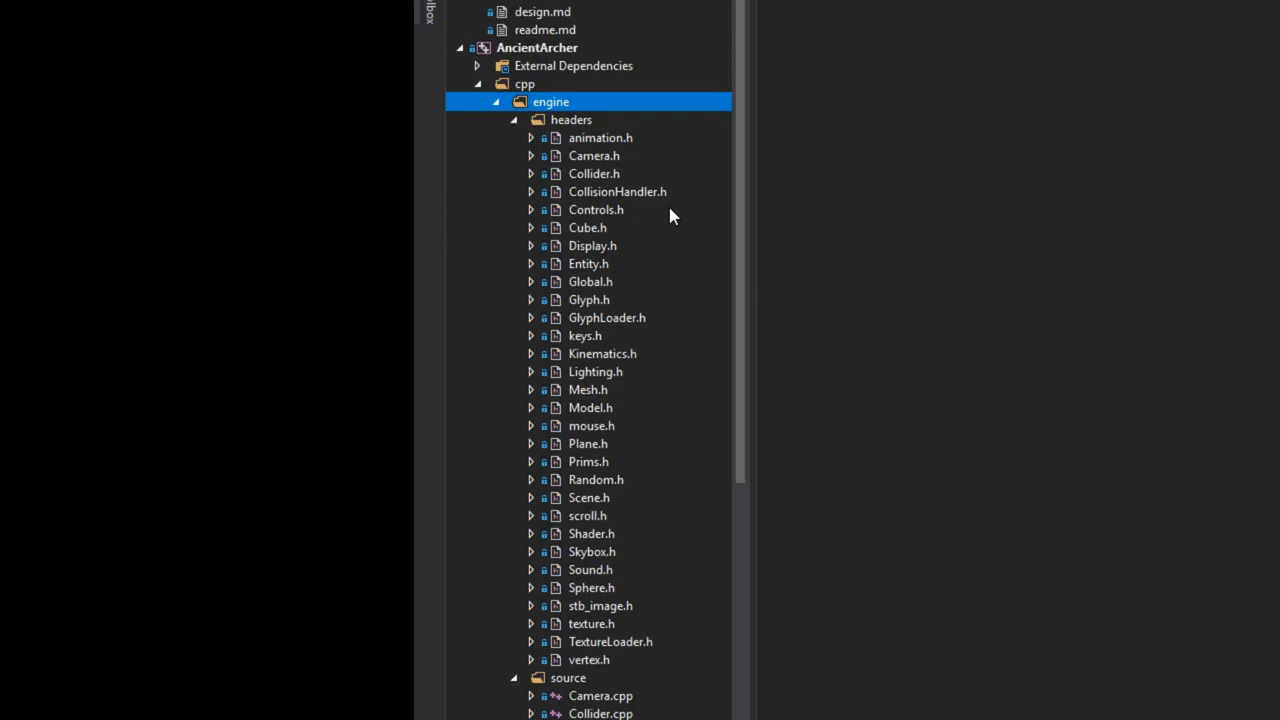 lbox
design.md
readme.md
AncientArcher
External Dependencies
cpp
engine
headers
animation.h
Camera.h
Collider.h
CollisionHandler.h
Controls.h
Cube.h
Display.h
Entity.h
Global.h
Glyph.h
GlyphLoader.h
keys.h
Kinematics.h
Lighting.h
Mesh.h
Model.h
mouse.h
Plane.h
Prims.h
Random.h
Scene.h
scroll.h
Shader.h
Skybox.h
Sound.h
Sphere.h
stb_image.h
texture.h
TextureLoader.h
vertex.h
source
Camera.cpp
Collider.cpp